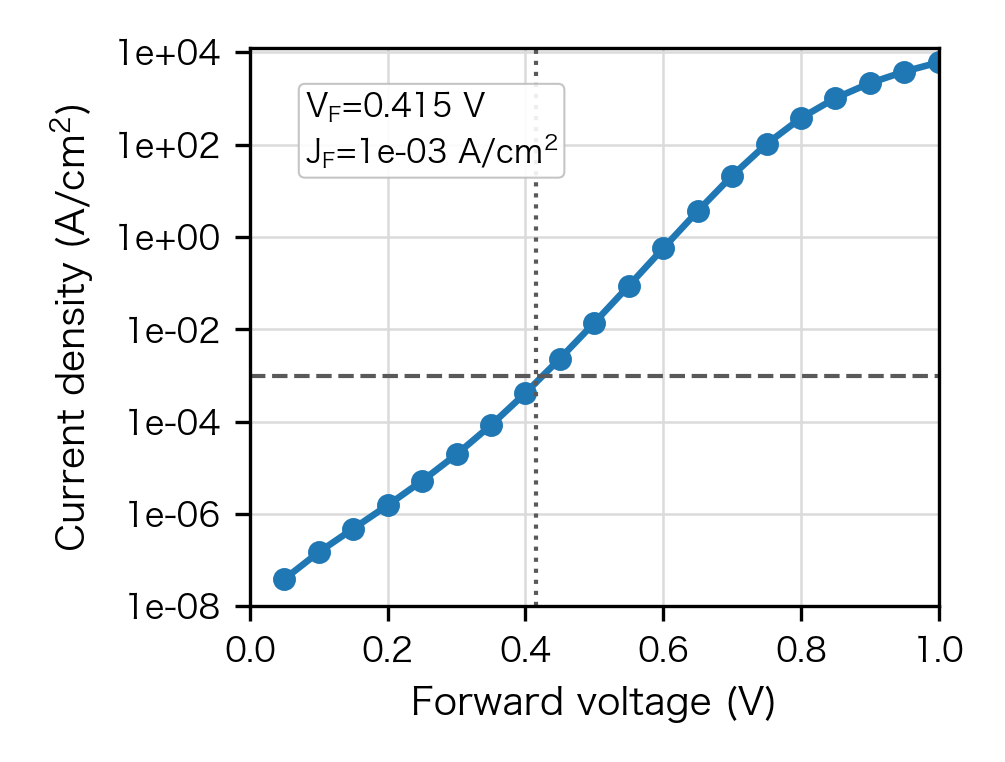 1e+04
1e+02
1e+00
1e-02
1e-04
1e-06
1e-08
Current density (A/cm²)
V_F=0.415 V
J_F=1e-03 A/cm²
0.0 0.2 0.4 0.6 0.8 1.0
Forward voltage (V)